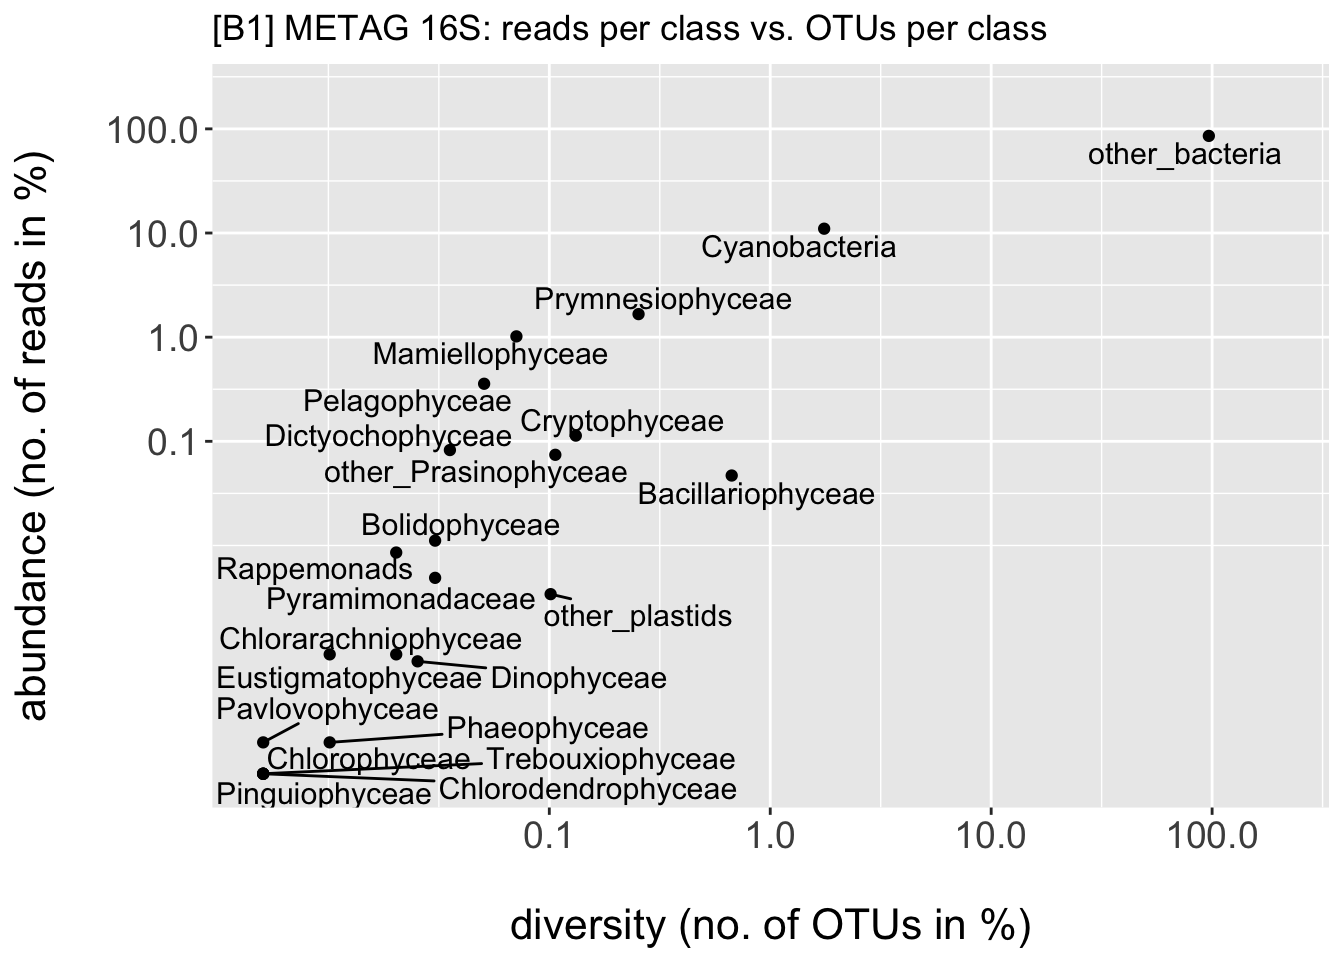 [B1] METAG 16S: reads per class vs. OTUs per class
abundance (no. of reads in %)
100.0
10.0
1.0
0.1
other_bacteria
Cyanobacteria
Prymnesiophyceae
Mamiellophyceae
Pelagophyceae
Cryptophyceae
Dictyochophyceae
other_Prasinophyceae
Bacillariophyceae
Bolidophyceae
Rappemonads
Pyramimonadaceae
other_plastids
Chlorarachniophyceae
Eustigmatophyceae
Dinophyceae
Pavlovophyceae
Phaeophyceae
Chlorophyceae
Trebouxiophyceae
Chlorodendrophyceae
Pinguiophyceae
0.1
1.0
10.0
100.0
diversity (no. of OTUs in %)